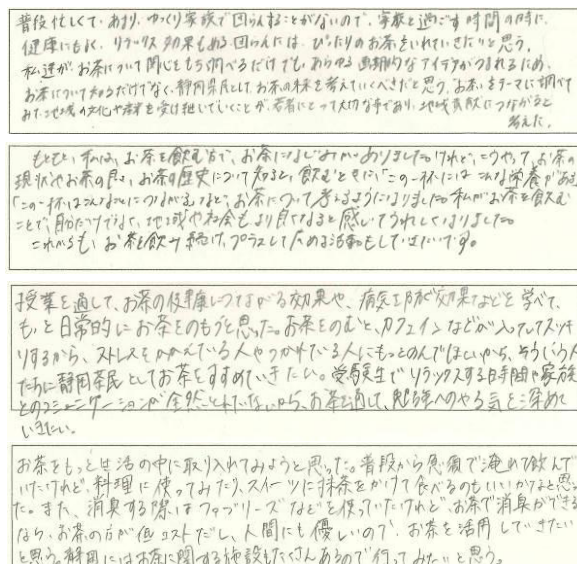 普段忙しくて、あまり、ゆっくり家族で団らんすることがないので、家族と過ごす時間の時に、
健康にもよく、リラックス効果もある団らんには、ぴったりのお茶をいれていきたいと思う。
私達が、お茶について関心をもち調べるだけでも、あらゆる画期的なアイデアがうまれるため、
お茶について知るだけでなく、静岡県民として、お茶の未来を考えていくべきだと思う。お茶をテーマに調べて
みた地域の文化や産業を受け継いでいくことが、若者にとって大切な事であり、地域貢献につながると
考えた。
もともと、私は、お茶を飲む方で、お茶になじみがありました。けれど、こうやって、お茶の
現状やお茶の良さ、お茶の歴史について知ると、飲むときに、「この一杯には、こんな栄養がある」
「この一杯はこんなことにつながる」など、お茶について考えるようになりました。私がお茶を飲む
ことで、自分だけでなく、地域や社会もより良くなると感じてうれしくなりました。
これからも、お茶を飲み続け、プラスして広める活動もしていきたいです。
授業を通して、お茶の健康につながる効果や、病気を防ぐ効果などを学べて、
もっと日常的にお茶をのもうと思った。お茶をのむと、カフェインなどが入っててスッキ
リするから、ストレスをかかえている人やつかれている人にもっとのんでほしいから、そういう人
たちに静岡県民としてお茶をすすめていきたい。受験生でリラックスする時間や家族
とのコミュニケーションが全然とれていないから、お茶を通して、勉強へのやる気を深めて
いきたい。
お茶をもっと生活の中に取り入れてみようと思った。普段から急須で淹れて飲んで
いたけれど、料理に使ってみたり、スイーツに抹茶をかけて食べるのもいいかなと思っ
た。また、消臭する際はファブリーズなどを使っていたけれど、お茶で消臭ができる
なら、お茶の方が低コストだし、人間にも優しいので、お茶を活用していきたい
と思う。静岡にはお茶に関する施設もたくさんあるので行ってみたいと思う。